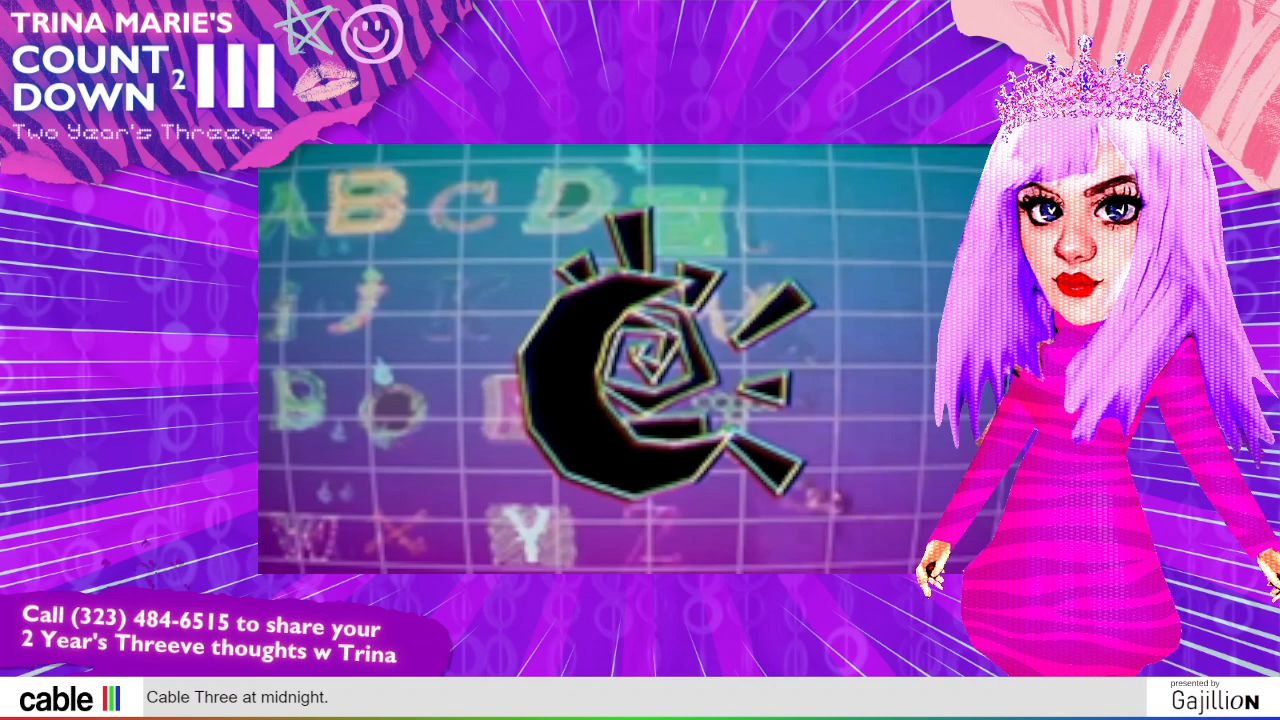 TRINA MARIE'S
COUNT
DOWN 2 III
Two Year's Threeve
A B C D
I J
P Q
W X Y Z
Call (323) 484-6515 to share your
2 Year's Threeve thoughts w Trina
cable III
Cable Three at midnight.
presented by
GajilliON